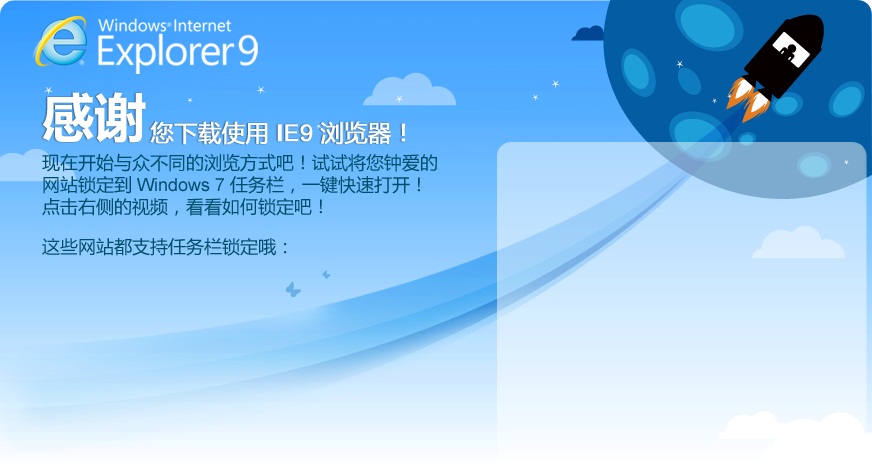 Windows® Internet
Explorer 9
感谢您下载使用 IE9 浏览器！
现在开始与众不同的浏览方式吧！试试将您钟爱的
网站锁定到 Windows 7 任务栏，一键快速打开！
点击右侧的视频，看看如何锁定吧！
这些网站都支持任务栏锁定哦：